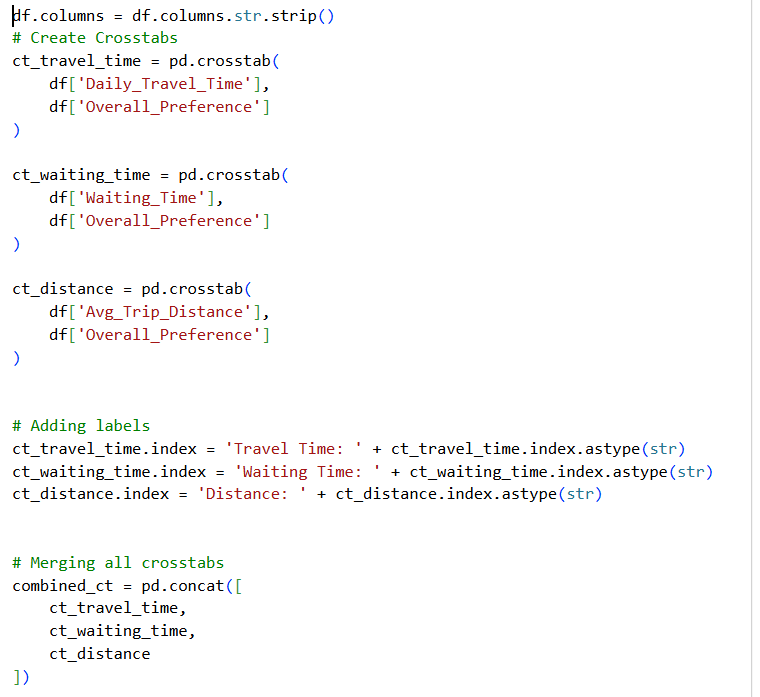 df.columns = df.columns.str.strip()
# Create Crosstabs
ct_travel_time = pd.crosstab(
    df['Daily_Travel_Time'],
    df['Overall_Preference']
)

ct_waiting_time = pd.crosstab(
    df['Waiting_Time'],
    df['Overall_Preference']
)

ct_distance = pd.crosstab(
    df['Avg_Trip_Distance'],
    df['Overall_Preference']
)


# Adding labels
ct_travel_time.index = 'Travel Time: ' + ct_travel_time.index.astype(str)
ct_waiting_time.index = 'Waiting Time: ' + ct_waiting_time.index.astype(str)
ct_distance.index = 'Distance: ' + ct_distance.index.astype(str)


# Merging all crosstabs
combined_ct = pd.concat([
    ct_travel_time,
    ct_waiting_time,
    ct_distance
])